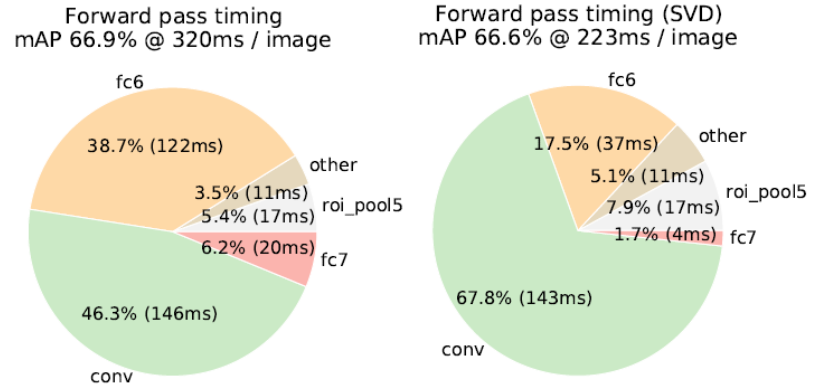 Forward pass timing
mAP 66.9% @ 320ms / image
fc6
38.7% (122ms)
other
3.5% (11ms)
roi_pool5
5.4% (17ms)
6.2% (20ms)
fc7
46.3% (146ms)
conv
Forward pass timing (SVD)
mAP 66.6% @ 223ms / image
fc6
other
17.5% (37ms)
5.1% (11ms)
roi_pool5
7.9% (17ms)
1.7% (4ms)
fc7
67.8% (143ms)
conv